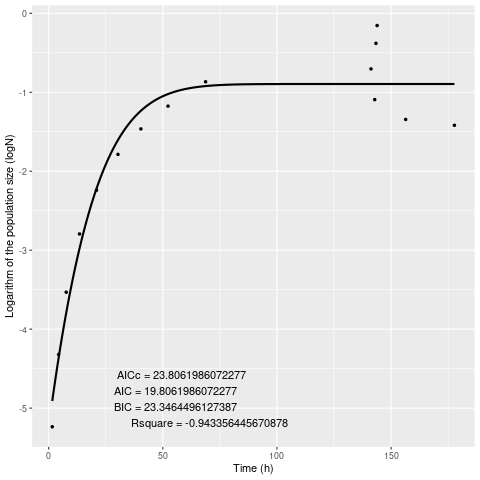 0
-1
-2
-3
-4
-5
Logarithm of the population size (logN)
AICc = 23.8061986072277
AIC = 19.8061986072277
BIC = 23.3464496127387
Rsquare = -0.943356445670878
0 50 100 150
Time (h)